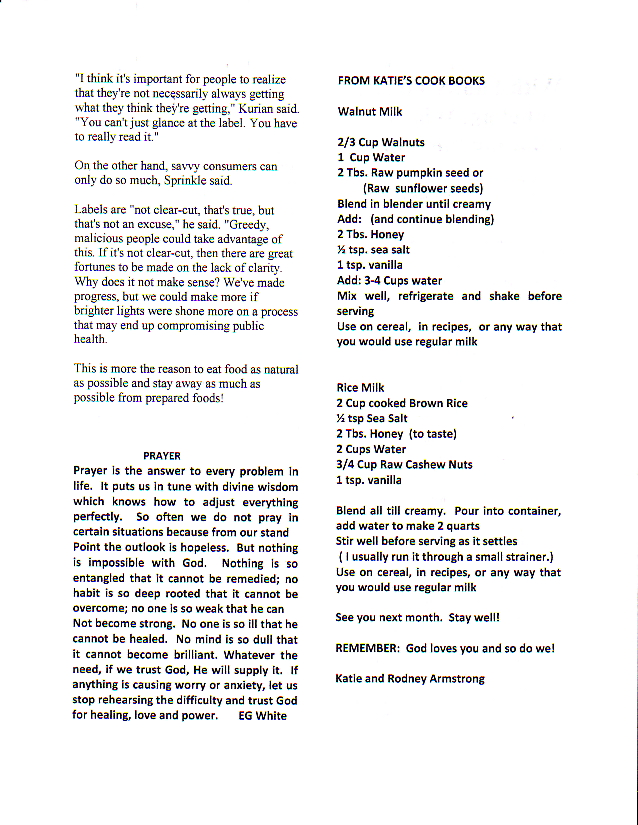 "I think it's important for people to realize
that they're not necessarily always getting
what they think they're getting," Kurian said.
"You can't just glance at the label. You have
to really read it."
On the other hand, savvy consumers can
only do so much, Sprinkle said.
Labels are "not clear-cut, that's true, but
that's not an excuse," he said. "Greedy,
malicious people could take advantage of
this. If it's not clear-cut, then there are great
fortunes to be made on the lack of clarity.
Why does it not make sense? We've made
progress, but we could make more if
brighter lights were shone more on a process
that may end up compromising public
health.
This is more the reason to eat food as natural
as possible and stay away as much as
possible from prepared foods!
PRAYER
Prayer is the answer to every problem in
life. It puts us in tune with divine wisdom
which knows how to adjust everything
perfectly. So often we do not pray in
certain situations because from our stand
Point the outlook is hopeless. But nothing
is impossible with God. Nothing is so
entangled that it cannot be remedied; no
habit is so deep rooted that it cannot be
overcome; no one is so weak that he can
Not become strong. No one is so ill that he
cannot be healed. No mind is so dull that
it cannot become brilliant. Whatever the
need, if we trust God, He will supply it. If
anything is causing worry or anxiety, let us
stop rehearsing the difficulty and trust God
for healing, love and power. EG White
FROM KATIE'S COOK BOOKS
Walnut Milk
2/3 Cup Walnuts
1 Cup Water
2 Tbs. Raw pumpkin seed or
(Raw sunflower seeds)
Blend in blender until creamy
Add: (and continue blending)
2 Tbs. Honey
½ tsp. sea salt
1 tsp. vanilla
Add: 3-4 Cups water
Mix well, refrigerate and shake before
serving
Use on cereal, in recipes, or any way that
you would use regular milk
Rice Milk
2 Cup cooked Brown Rice
½ tsp Sea Salt
2 Tbs. Honey (to taste)
2 Cups Water
3/4 Cup Raw Cashew Nuts
1 tsp. vanilla
Blend all till creamy. Pour into container,
add water to make 2 quarts
Stir well before serving as it settles
( I usually run it through a small strainer.)
Use on cereal, in recipes, or any way that
you would use regular milk
See you next month. Stay well!
REMEMBER: God loves you and so do we!
Katie and Rodney Armstrong